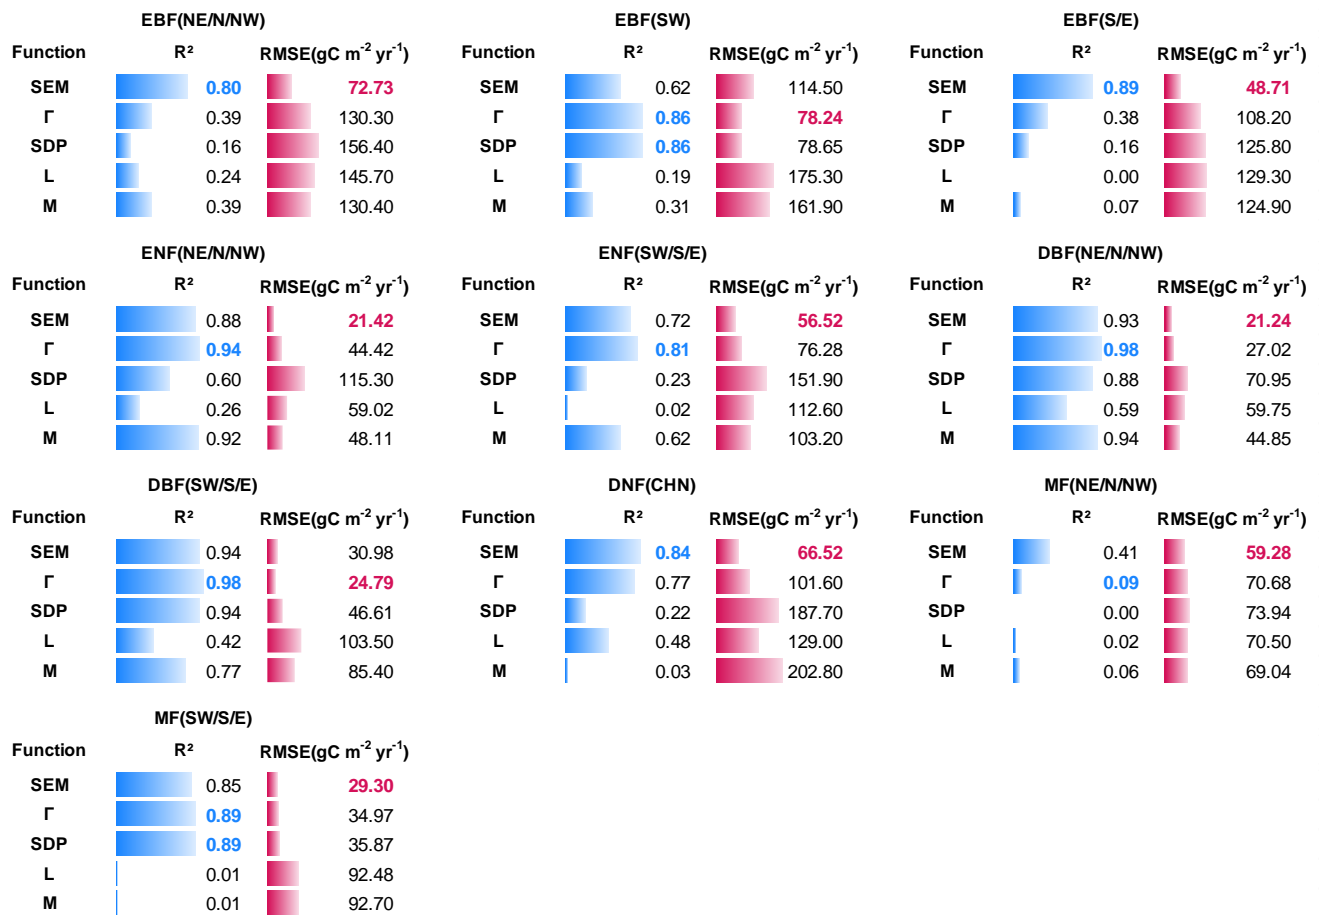 EBF(NE/N/NW)
Function R² RMSE(gC m⁻² yr⁻¹)
SEM 0.80 72.73
Γ 0.39 130.30
SDP 0.16 156.40
L 0.24 145.70
M 0.39 130.40
EBF(SW)
Function R² RMSE(gC m⁻² yr⁻¹)
SEM 0.62 114.50
Γ 0.86 78.24
SDP 0.86 78.65
L 0.19 175.30
M 0.31 161.90
EBF(S/E)
Function R² RMSE(gC m⁻² yr⁻¹)
SEM 0.89 48.71
Γ 0.38 108.20
SDP 0.16 125.80
L 0.00 129.30
M 0.07 124.90
ENF(NE/N/NW)
Function R² RMSE(gC m⁻² yr⁻¹)
SEM 0.88 21.42
Γ 0.94 44.42
SDP 0.60 115.30
L 0.26 59.02
M 0.92 48.11
ENF(SW/S/E)
Function R² RMSE(gC m⁻² yr⁻¹)
SEM 0.72 56.52
Γ 0.81 76.28
SDP 0.23 151.90
L 0.02 112.60
M 0.62 103.20
DBF(NE/N/NW)
Function R² RMSE(gC m⁻² yr⁻¹)
SEM 0.93 21.24
Γ 0.98 27.02
SDP 0.88 70.95
L 0.59 59.75
M 0.94 44.85
DBF(SW/S/E)
Function R² RMSE(gC m⁻² yr⁻¹)
SEM 0.94 30.98
Γ 0.98 24.79
SDP 0.94 46.61
L 0.42 103.50
M 0.77 85.40
DNF(CHN)
Function R² RMSE(gC m⁻² yr⁻¹)
SEM 0.84 66.52
Γ 0.77 101.60
SDP 0.22 187.70
L 0.48 129.00
M 0.03 202.80
MF(NE/N/NW)
Function R² RMSE(gC m⁻² yr⁻¹)
SEM 0.41 59.28
Γ 0.09 70.68
SDP 0.00 73.94
L 0.02 70.50
M 0.06 69.04
MF(SW/S/E)
Function R² RMSE(gC m⁻² yr⁻¹)
SEM 0.85 29.30
Γ 0.89 34.97
SDP 0.89 35.87
L 0.01 92.48
M 0.01 92.70